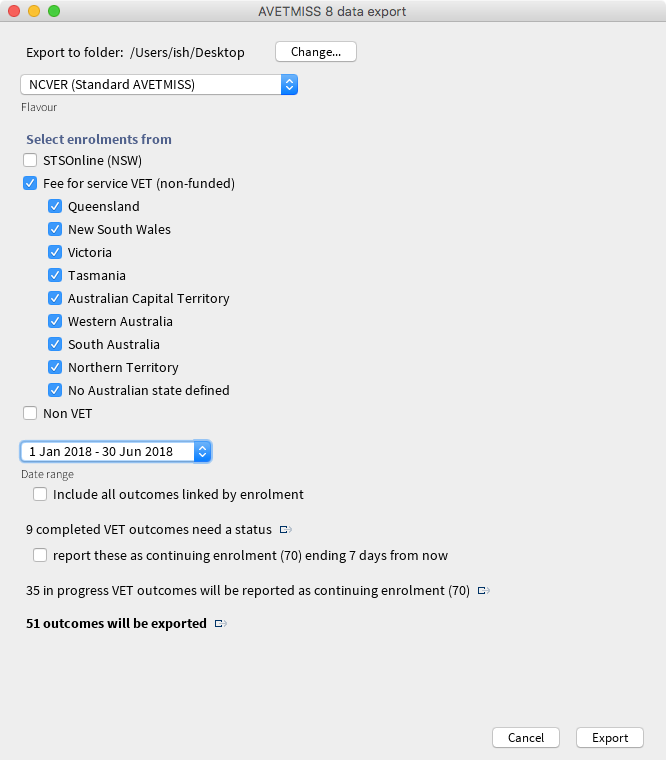 AVETMISS 8 data export
Export to folder: /Users/ish/Desktop Change...
NCVER (Standard AVETMISS)
Flavour
Select enrolments from
STSOnline (NSW)
Fee for service VET (non-funded)
Queensland
New South Wales
Victoria
Tasmania
Australian Capital Territory
Western Australia
South Australia
Northern Territory
No Australian state defined
Non VET
1 Jan 2018 - 30 Jun 2018
Date range
Include all outcomes linked by enrolment
9 completed VET outcomes need a status
report these as continuing enrolment (70) ending 7 days from now
35 in progress VET outcomes will be reported as continuing enrolment (70)
51 outcomes will be exported
Cancel Export